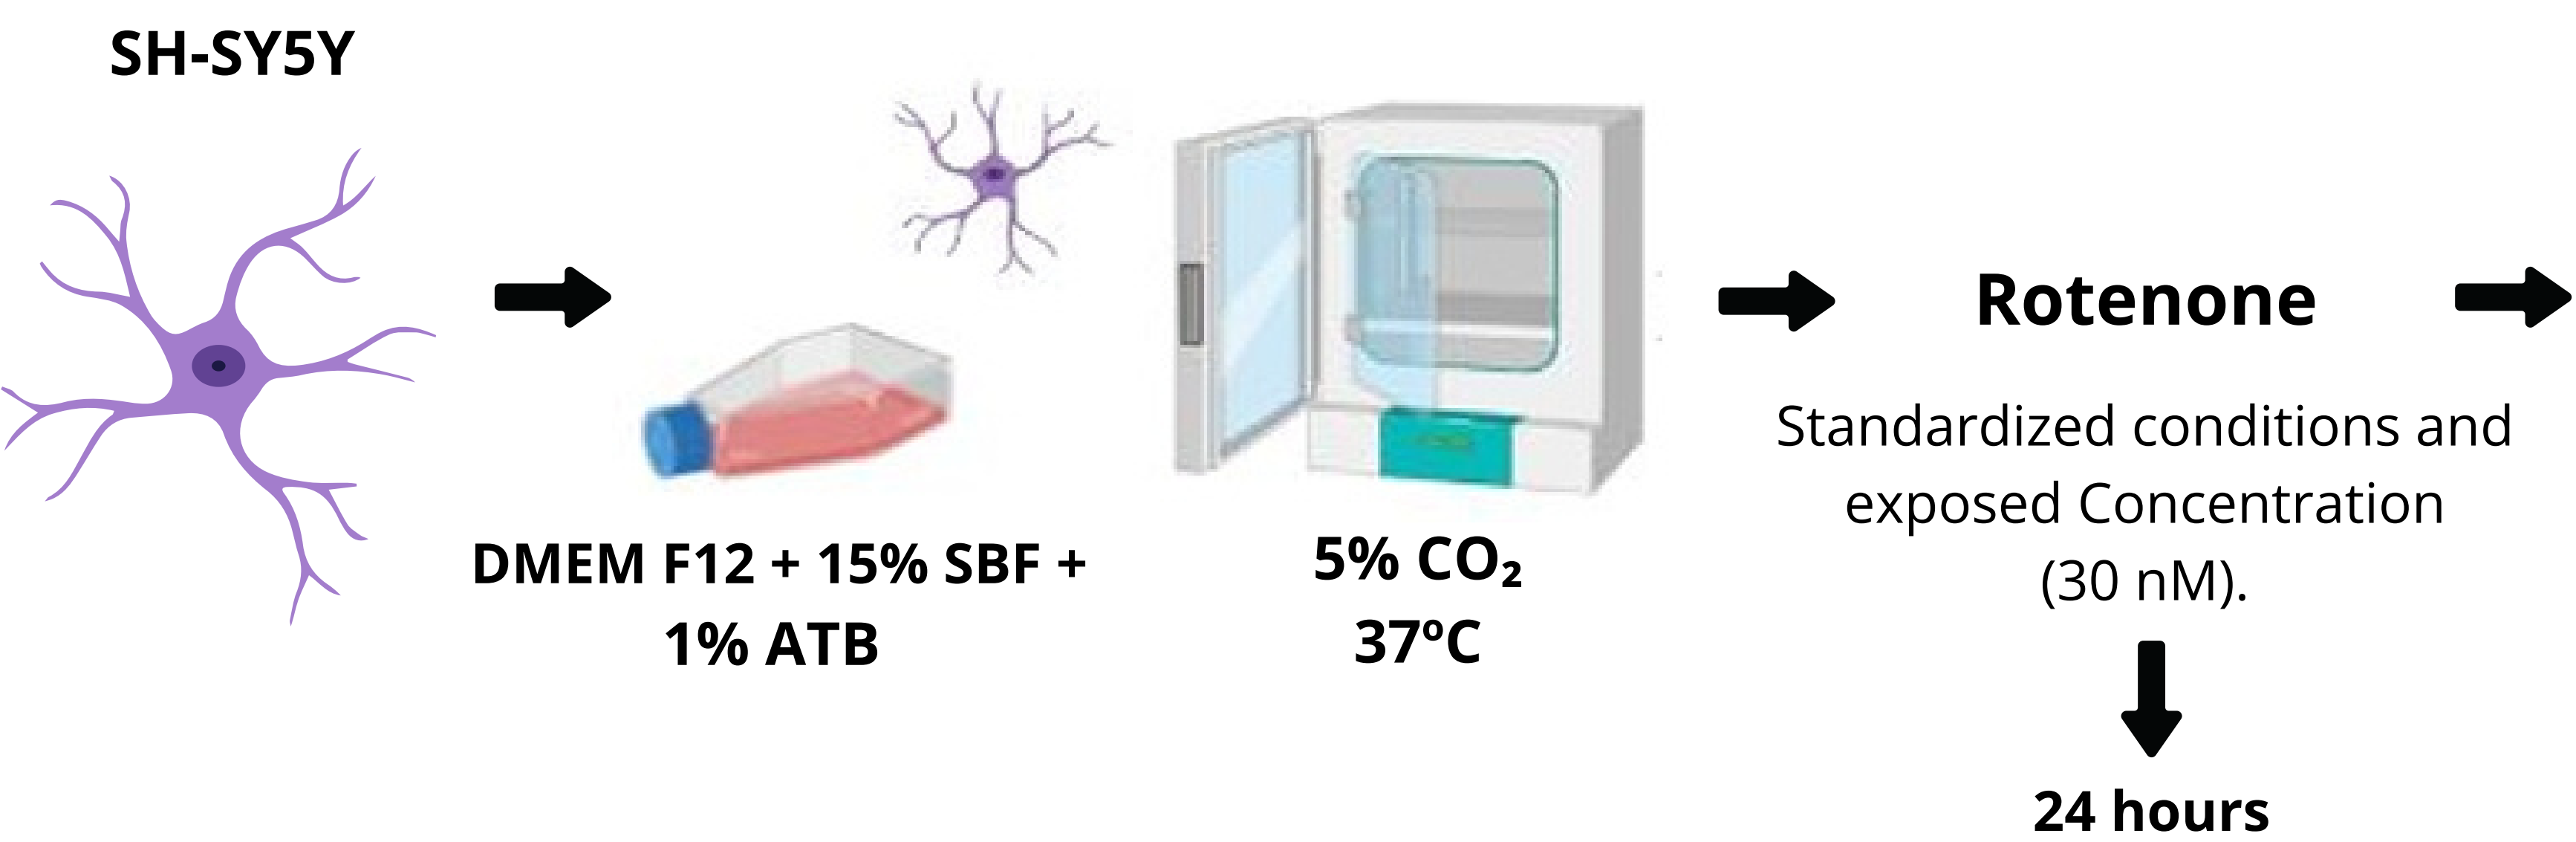 SH-SY5Y
DMEM F12 + 15% SBF +
1% ATB
5% CO₂
37ºC
Rotenone
Standardized conditions and
exposed Concentration
(30 nM).
24 hours